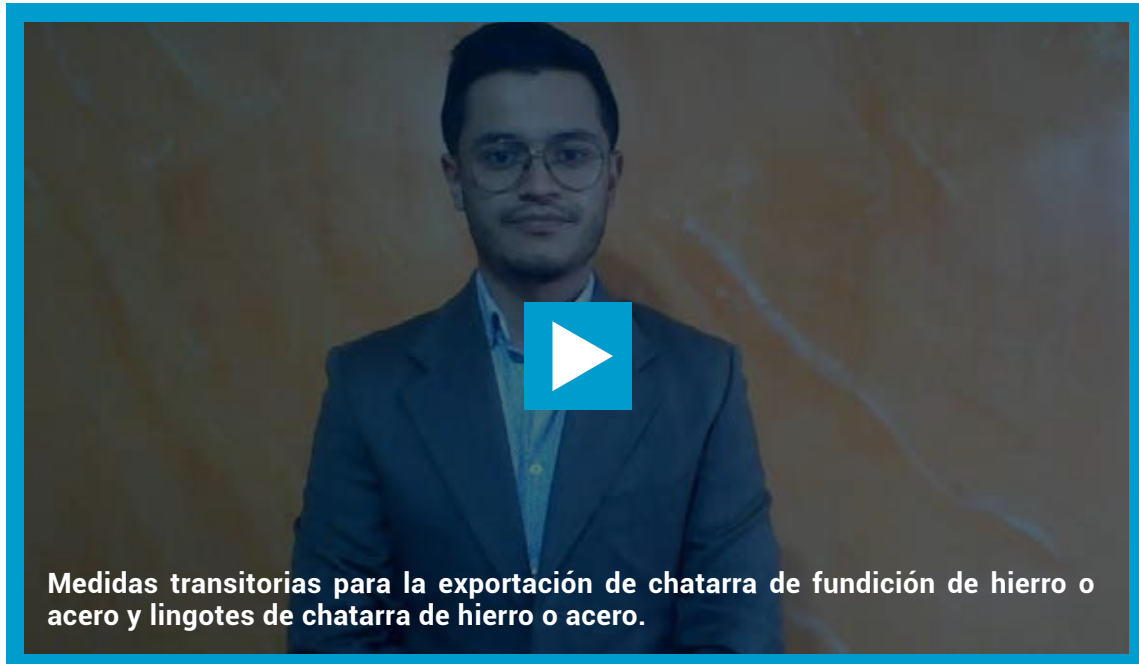 Medidas transitorias para la exportación de chatarra de fundición de hierro o
acero y lingotes de chatarra de hierro o acero.